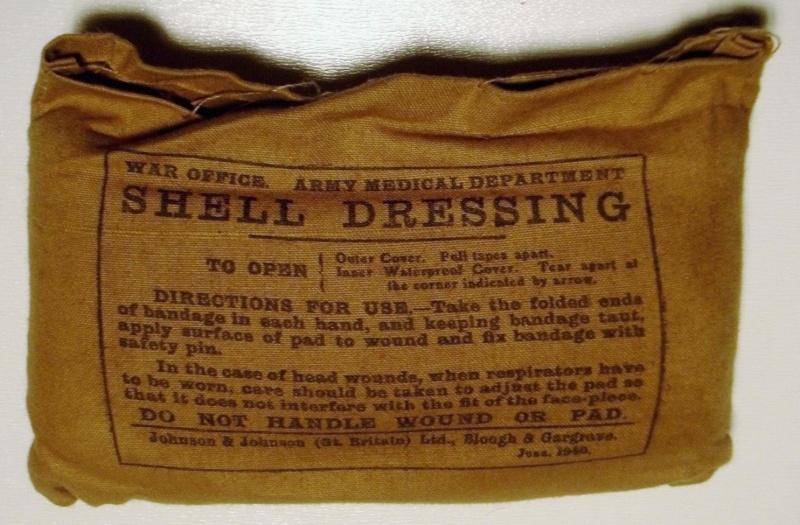 WAR OFFICE. ARMY MEDICAL DEPARTMENT
SHELL DRESSING
TO OPEN { Outer Cover. Pull tapes apart.
Inner Waterproof Cover. Tear apart at
the corner indicated by arrow.
DIRECTIONS FOR USE.—Take the folded ends
of bandage in each hand, and keeping bandage taut,
apply surface of pad to wound and fix bandage with
safety pin.
In the case of head wounds, when respirators have
to be worn, care should be taken to adjust the pad so
that it does not interfere with the fit of the face-piece.
DO NOT HANDLE WOUND OR PAD.
Johnson & Johnson (Gt. Britain) Ltd., Slough & Gargrave.
June, 1940.